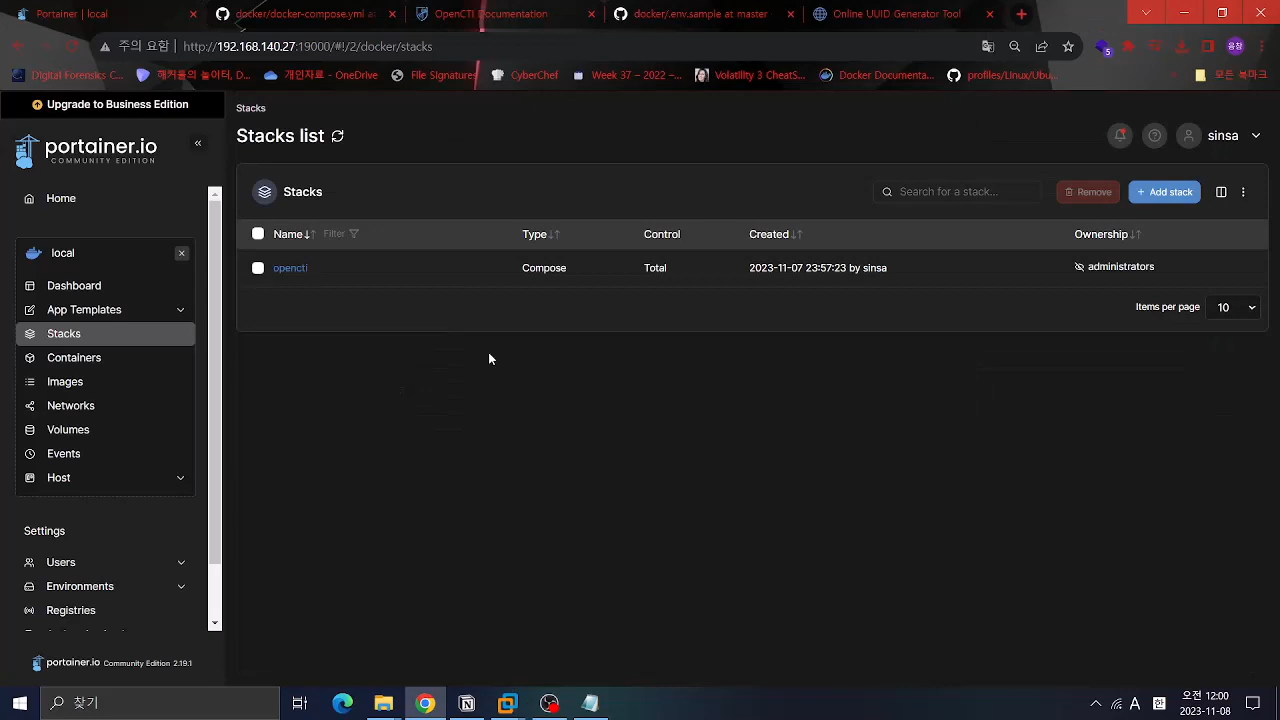 Portainer | local
docker/docker-compose.yml at
OpenCTI Documentation
docker/.env.sample at master
Online UUID Generator Tool
주의 요함
http://192.168.140.27:19000/#!/2/docker/stacks
Digital Forensics C...
해커들의 놀이터, D...
개인자료 - OneDrive
File Signatures
CyberChef
Week 37 – 2022 –...
Volatility 3 CheatS...
Docker Documenta...
profiles/Linux/Ubu...
모든 북마크
Upgrade to Business Edition
portainer.io
COMMUNITY EDITION
Home
local
Dashboard
App Templates
Stacks
Containers
Images
Networks
Volumes
Events
Host
Settings
Users
Environments
Registries
portainer.io Community Edition 2.19.1
Stacks
Stacks list
sinsa
Stacks
Search for a stack...
Remove
+ Add stack
Name Filter Type Control Created Ownership
opencti Compose Total 2023-11-07 23:57:23 by sinsa administrators
Items per page 10
찾기
A
오전 12:00
2023-11-08